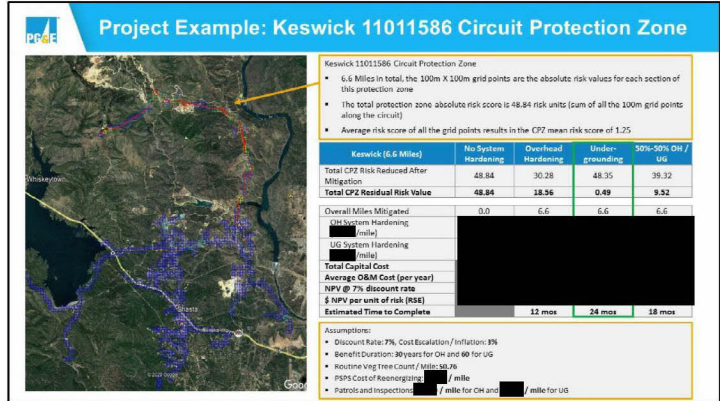 PG&E
Project Example: Keswick 11011586 Circuit Protection Zone
Keswick 11011586 Circuit Protection Zone
▪ 6.6 Miles in total, the 100m X 100m grid points are the absolute risk values for each section of
this protection zone
▪ The total protection zone absolute risk score is 48.84 risk units (sum of all the 100m grid points
along the circuit)
▪ Average risk score of all the grid points results in the CPZ mean risk score of 1.25
Keswick (6.6 Miles) No System Hardening Overhead Hardening Under-grounding 50%-50% OH / UG
Total CPZ Risk Reduced After
Mitigation 48.84 30.28 48.35 39.32
Total CPZ Residual Risk Value 48.84 18.56 0.49 9.52
Overall Miles Mitigated 0.0 6.6 6.6 6.6
OH System Hardening
/mile)
UG System Hardening
/mile)
Total Capital Cost
Average O&M Cost (per year)
NPV @ 7% discount rate
$ NPV per unit of risk (RSE)
Estimated Time to Complete 12 mos 24 mos 18 mos
Assumptions:
▪ Discount Rate: 7%, Cost Escalation / Inflation: 3%
▪ Benefit Duration: 30 years for OH and 60 for UG
▪ Routine Veg Tree Count / Mile: 50.76
▪ PSPS Cost of Reenergizing: / mile
▪ Patrols and Inspections / mile for OH and / mile for UG
Whiskeytown
Shasta
© 2020 Google
Goog